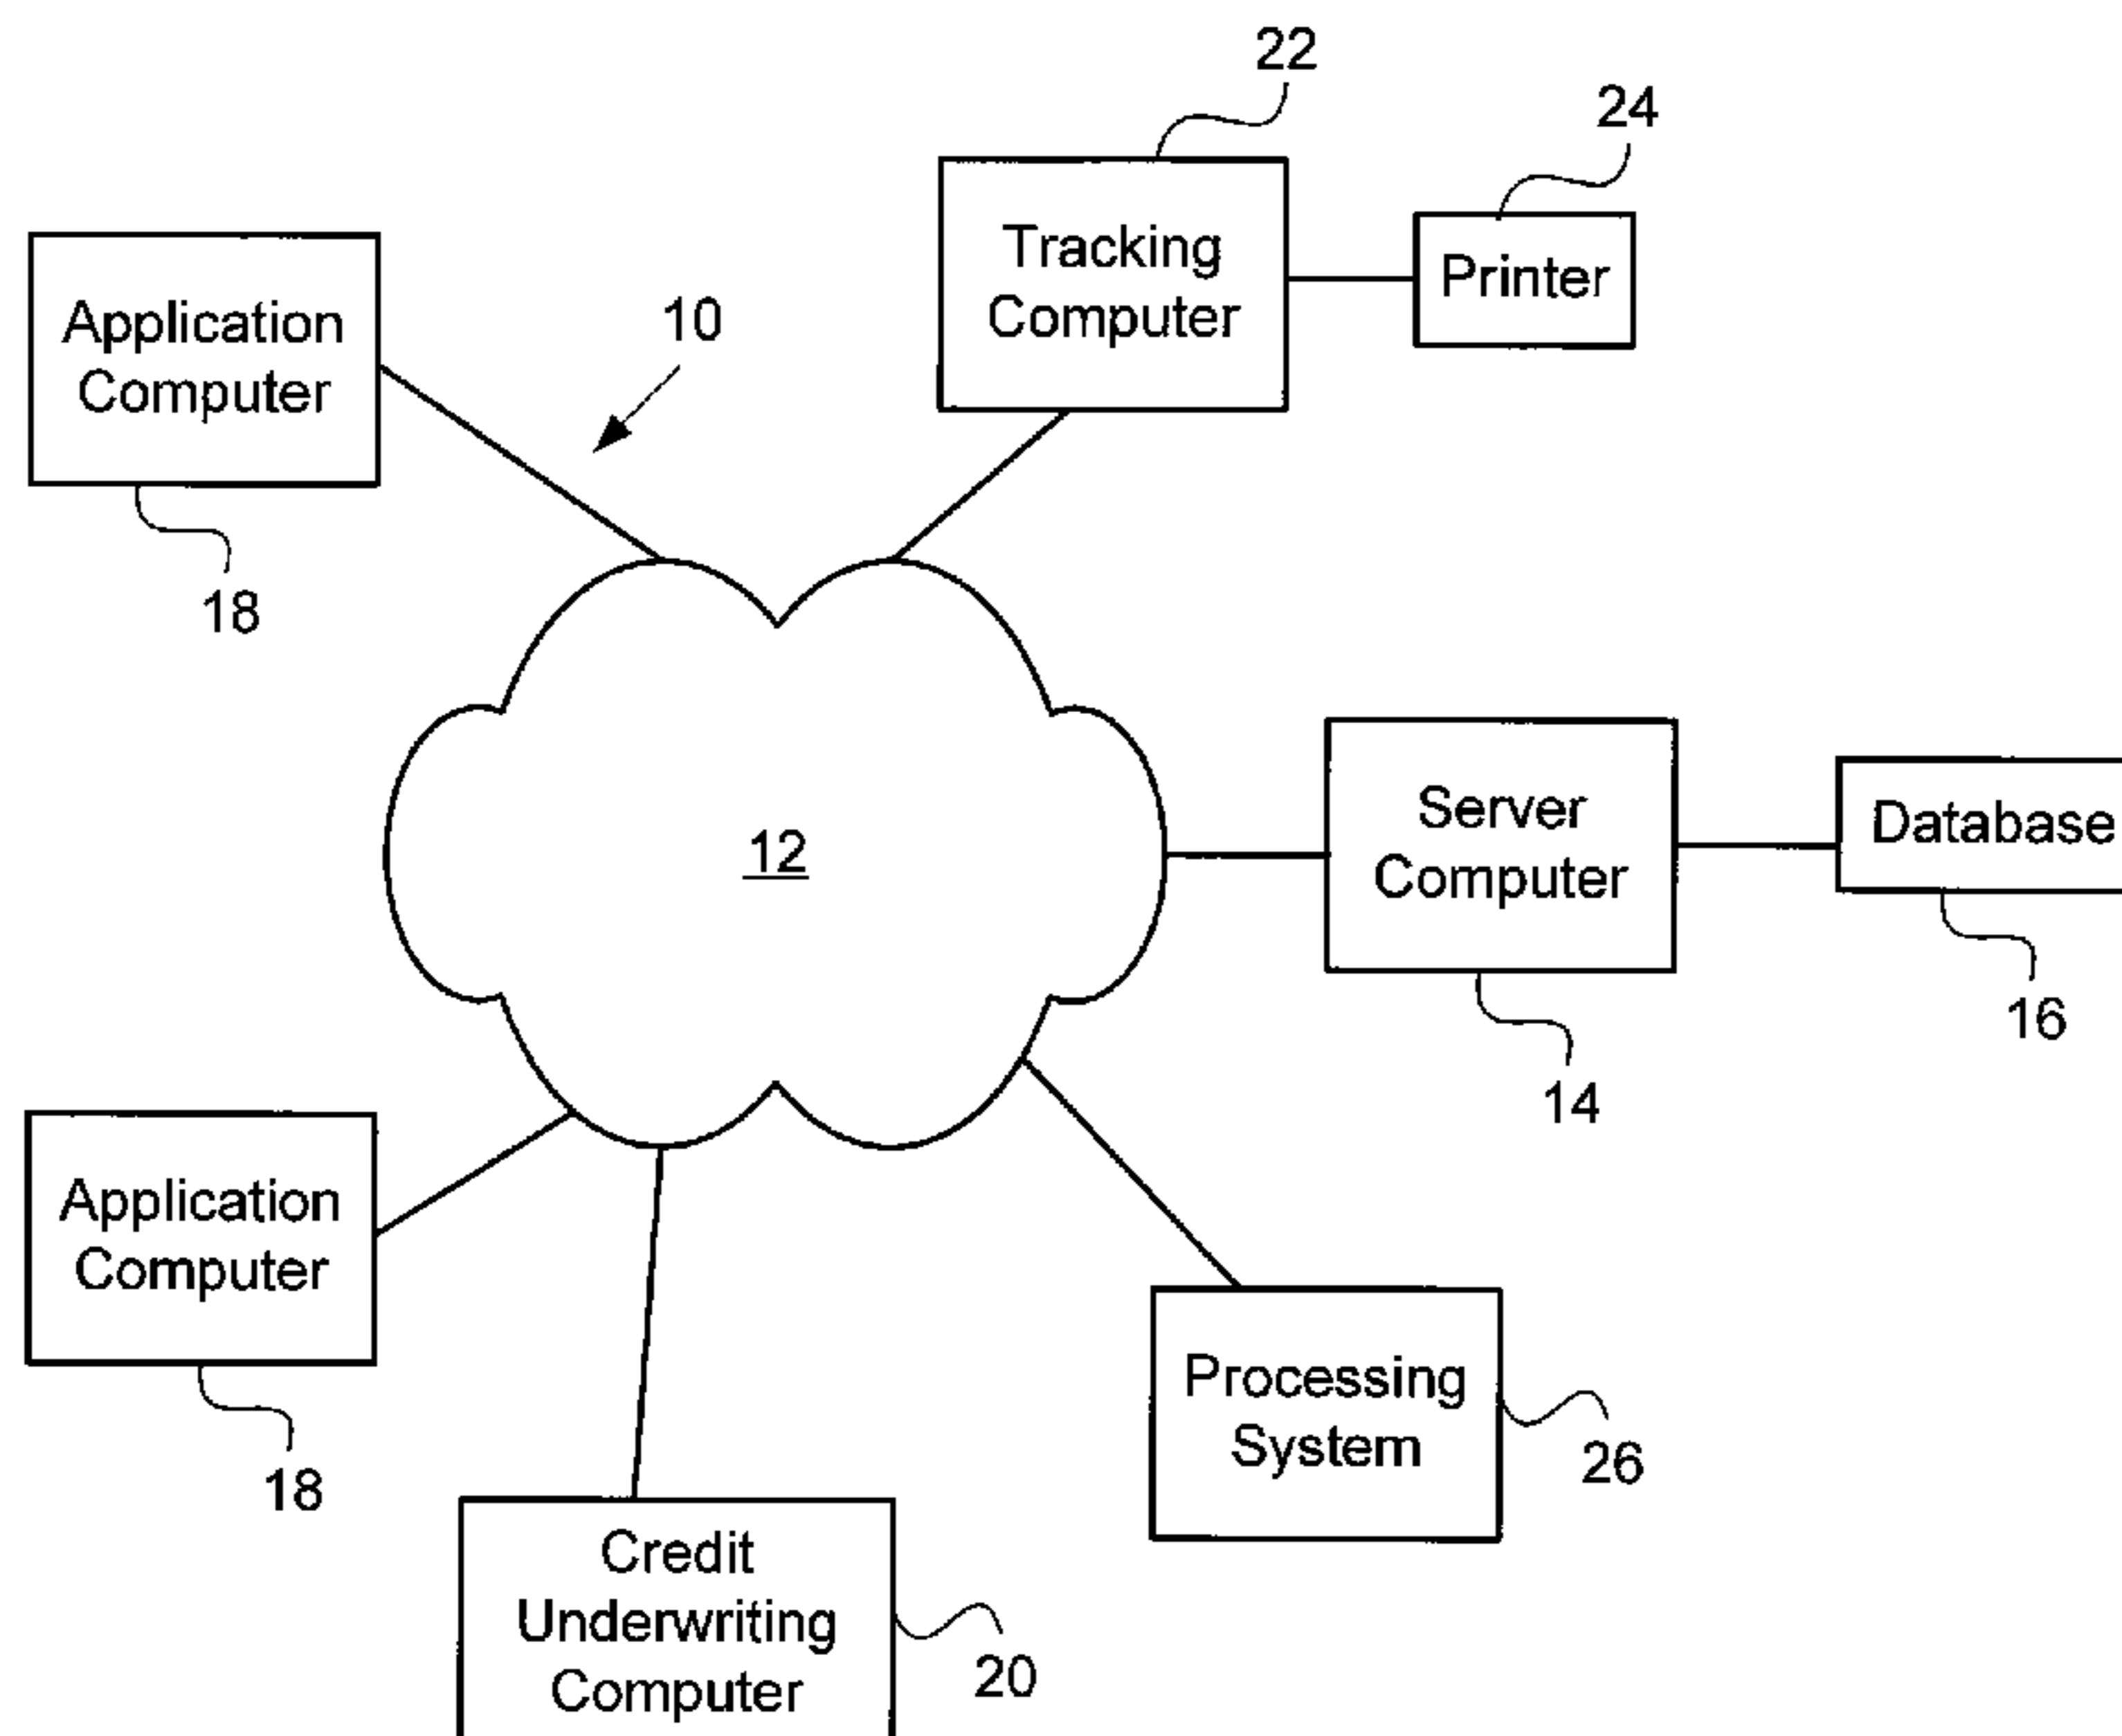 22
24
Tracking
Computer
Printer
Application
Computer
10
18
12
Server
Computer
Database
16
14
Application
Computer
18
Processing
System
26
Credit
Underwriting
Computer
20